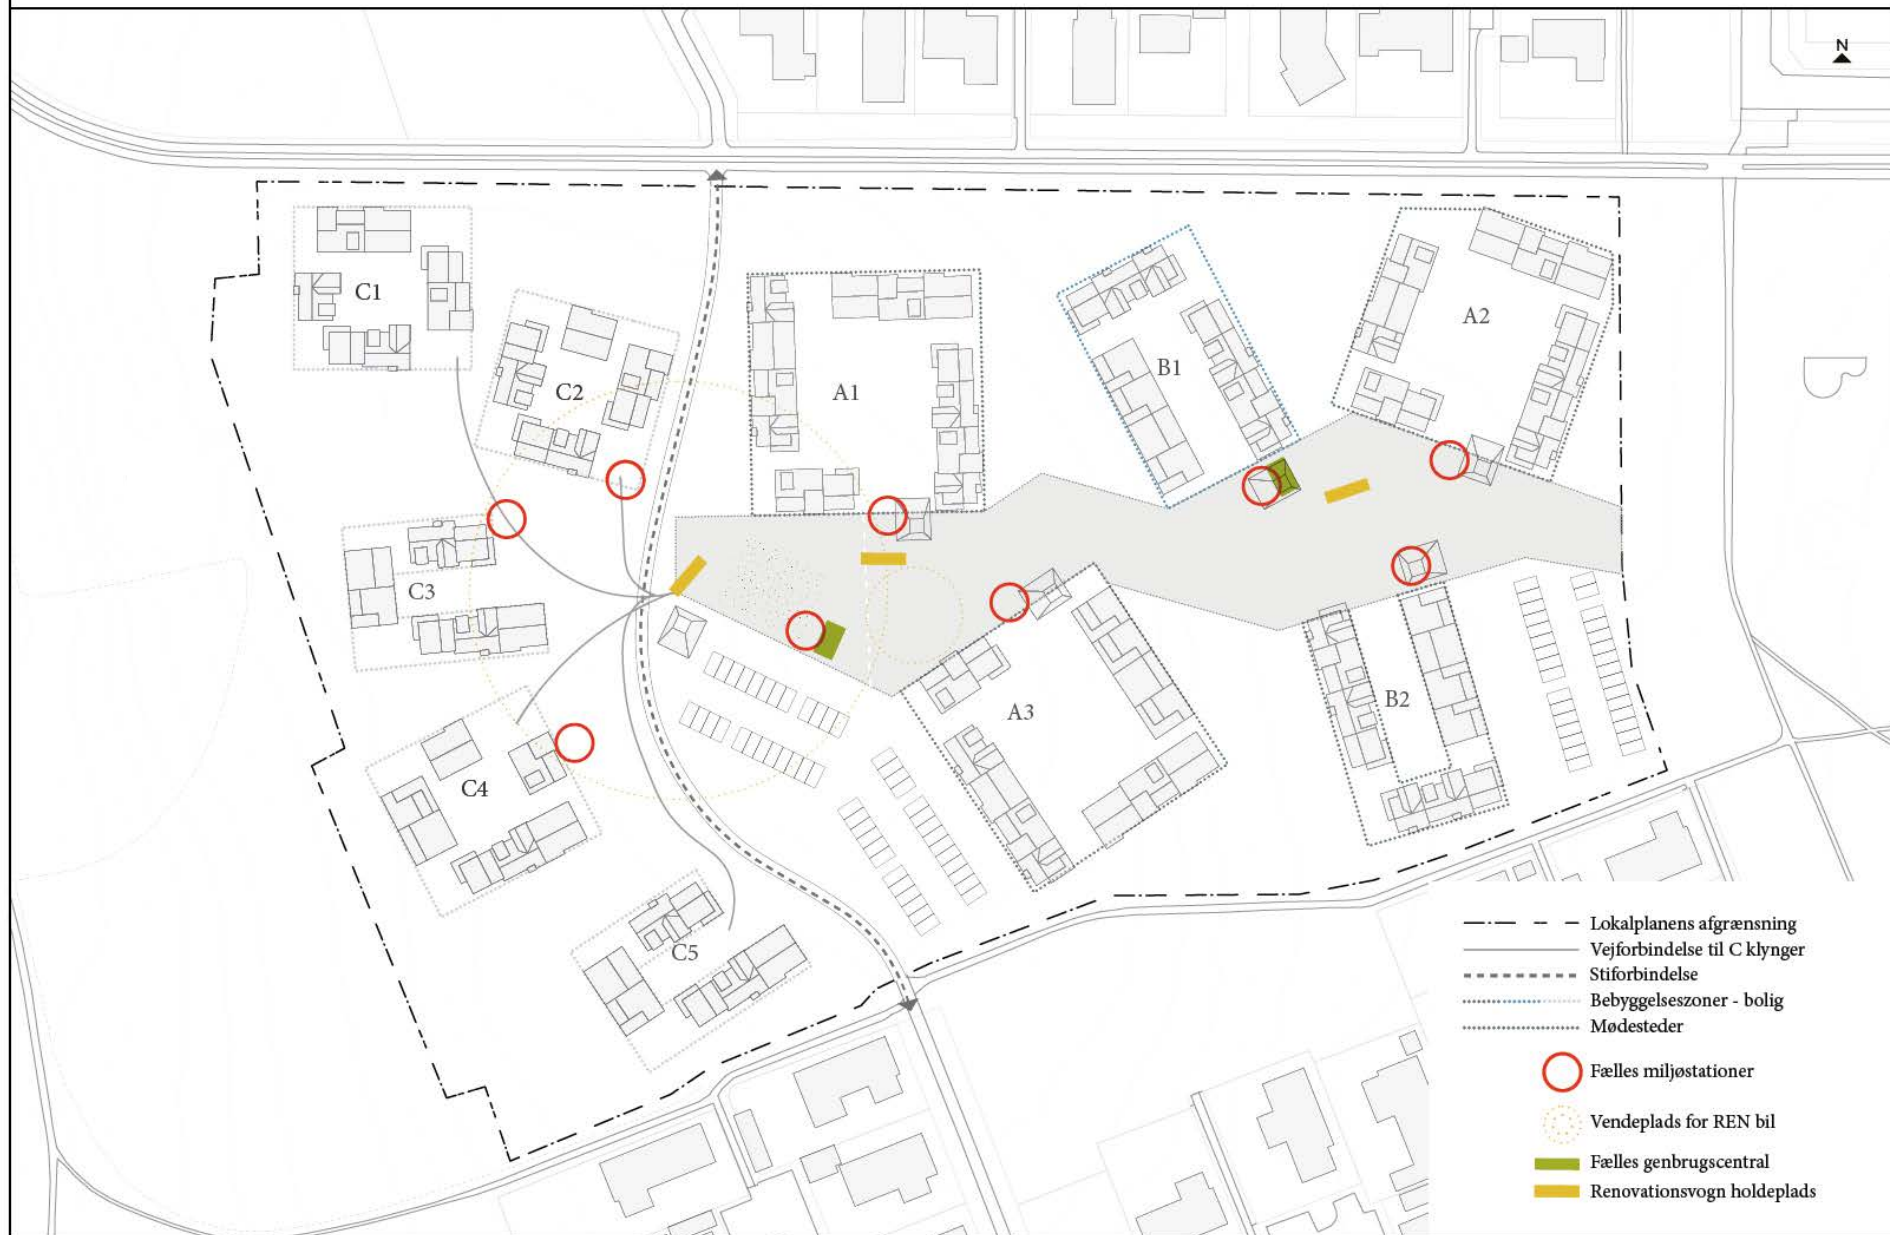 N
C1
C2
A1
B1
A2
C3
C4
A3
B2
C5
Lokalplanens afgrænsning
Vejforbindelse til C klynger
Stiforbindelse
Bebyggelseszoner - bolig
Mødesteder
Fælles miljøstationer
Vendeplads for REN bil
Fælles genbrugscentral
Renovationsvogn holdeplads